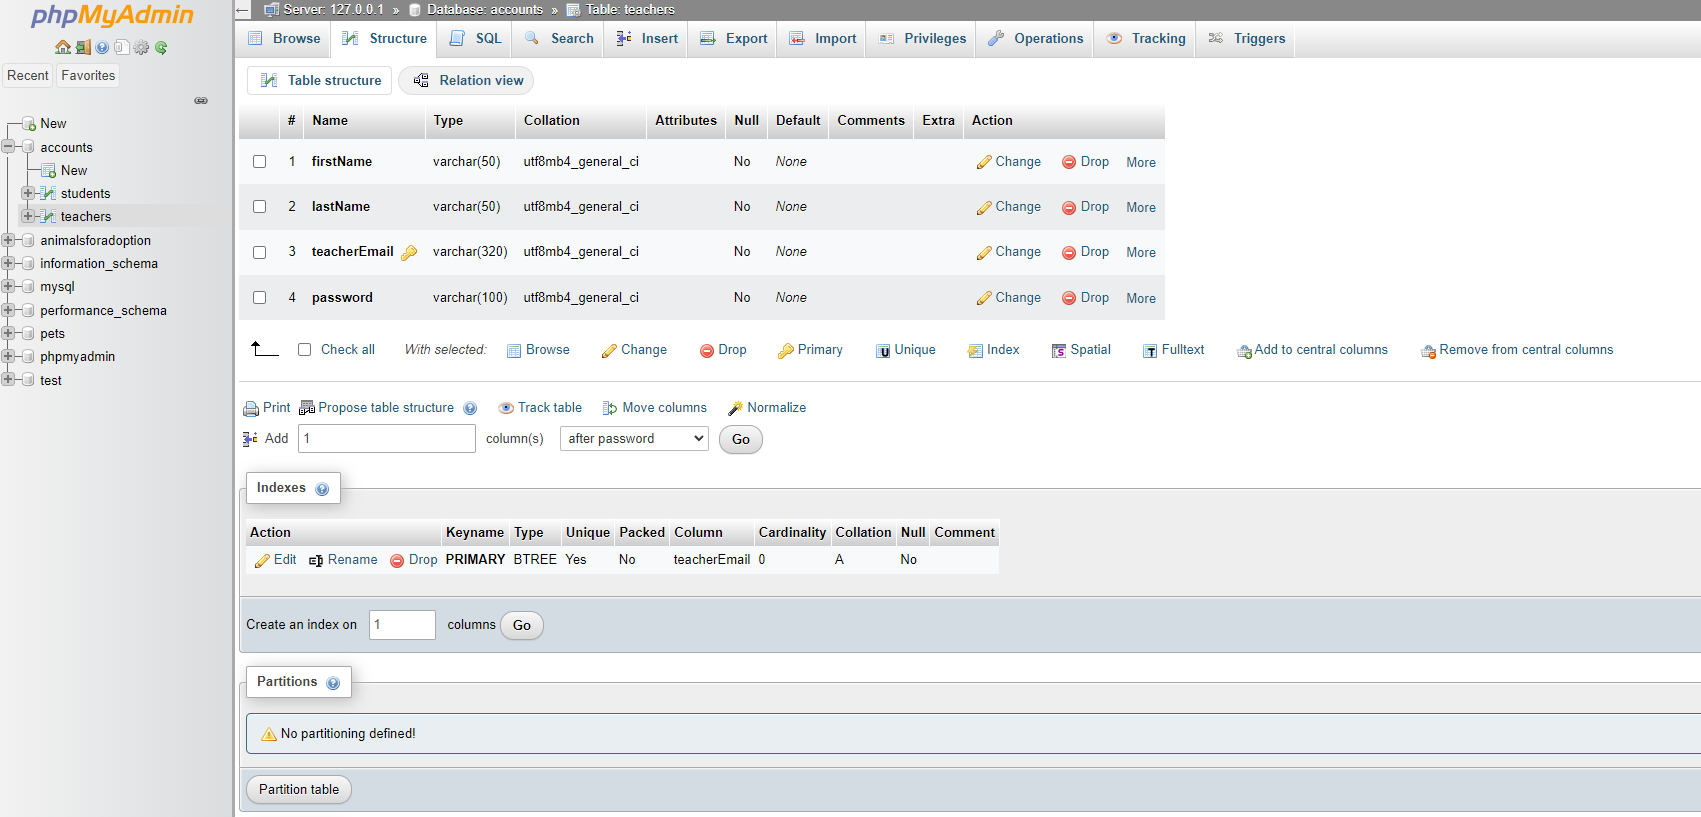 phpMyAdmin
Recent Favorites
New
accounts
New
students
teachers
animalsforadoption
information_schema
mysql
performance_schema
pets
phpmyadmin
test
Server: 127.0.0.1 » Database: accounts » Table: teachers
Browse Structure SQL Search Insert Export Import Privileges Operations Tracking Triggers
Table structure Relation view
# Name Type Collation Attributes Null Default Comments Extra Action
1 firstName varchar(50) utf8mb4_general_ci No None Change Drop More
2 lastName varchar(50) utf8mb4_general_ci No None Change Drop More
3 teacherEmail varchar(320) utf8mb4_general_ci No None Change Drop More
4 password varchar(100) utf8mb4_general_ci No None Change Drop More
Check all With selected: Browse Change Drop Primary Unique Index Spatial Fulltext Add to central columns Remove from central columns
Print Propose table structure Track table Move columns Normalize
Add 1 column(s) after password Go
Indexes
Action Keyname Type Unique Packed Column Cardinality Collation Null Comment
Edit Rename Drop PRIMARY BTREE Yes No teacherEmail 0 A No
Create an index on 1 columns Go
Partitions
No partitioning defined!
Partition table